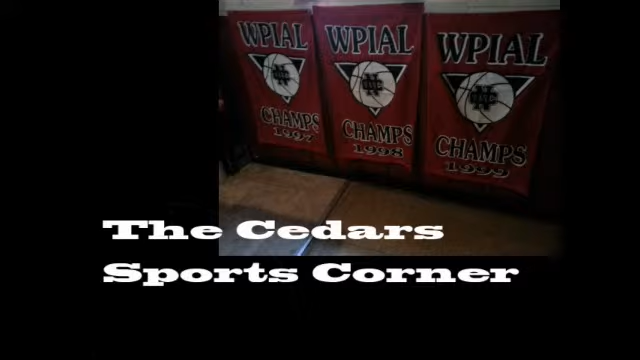 WPIAL
CHAMPS
1997
WPIAL
N
CHAMPS
1998
WPIAL
N
CHAMPS
1999
The Cedars
Sports Corner